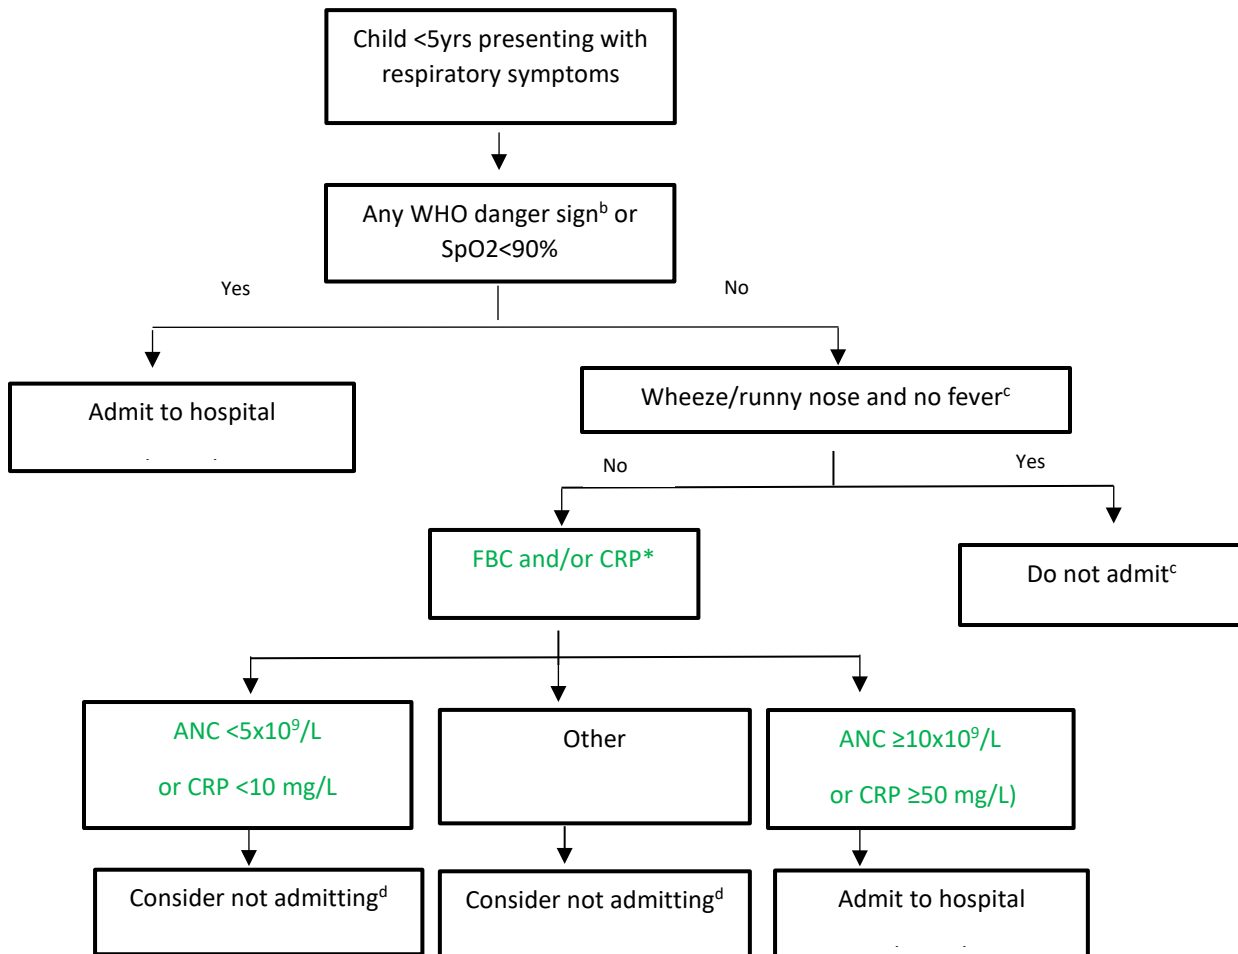 Child <5yrs presenting with
respiratory symptoms
Any WHO danger signᵇ or
SpO2<90%
Yes
No
Admit to hospital
Wheeze/runny nose and no feverᶜ
No
Yes
FBC and/or CRP*
Do not admitᶜ
ANC <5x10⁹/L
or CRP <10 mg/L
Other
ANC ≥10x10⁹/L
or CRP ≥50 mg/L)
Consider not admittingᵈ
Consider not admittingᵈ
Admit to hospital